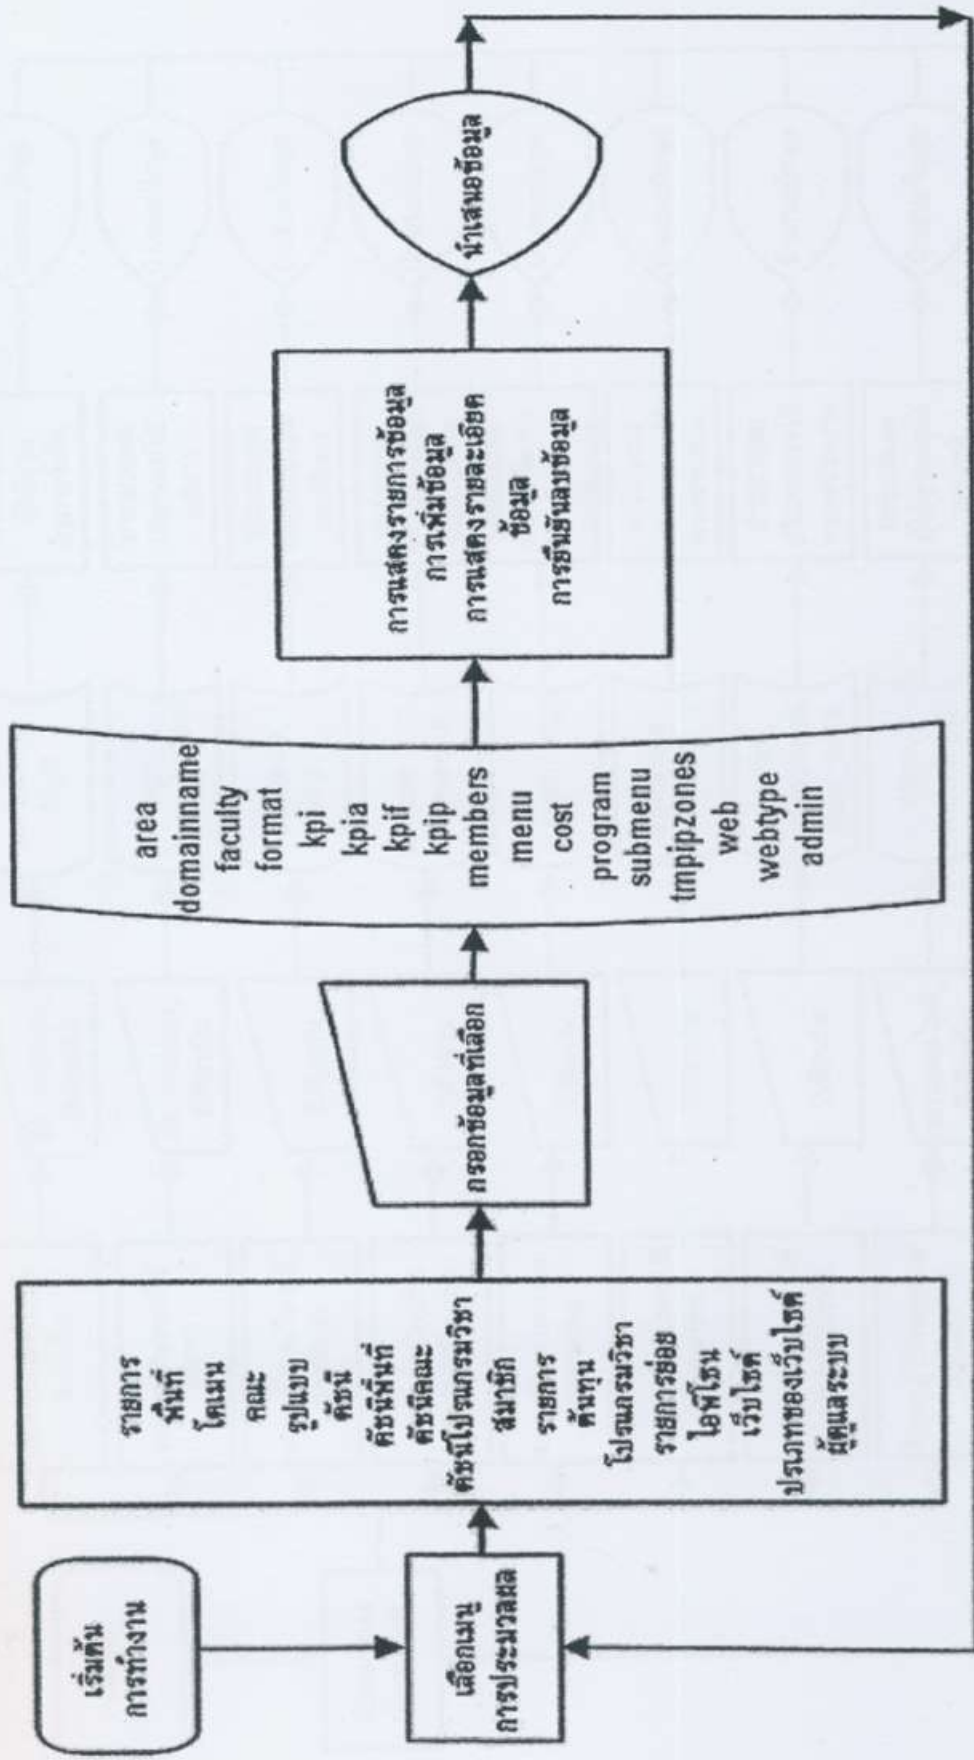 เริ่มต้น
การทำงาน
เลือกเมนู
การประมวลผล
รายการ
พื้นที่
โดเมน
คณะ
รูปแบบ
ดัชนี
ดัชนีพื้นที่
ดัชนีคณะ
ดัชนีโปรแกรมวิชา
สมาชิก
รายการ
ต้นทุน
โปรแกรมวิชา
รายการย่อย
ไอพีโซน
เว็บไซต์
ประเภทของเว็บไซต์
ผู้ดูแลระบบ
กรอกข้อมูลที่เลือก
area
domainname
faculty
format
kpi
kpia
kpif
kpip
members
menu
cost
program
submenu
tmpipzones
web
webtype
admin
การแสดงรายการข้อมูล
การเพิ่มข้อมูล
การแสดงรายละเอียด
ข้อมูล
การยืนยันลบข้อมูล
นำเสนอข้อมูล